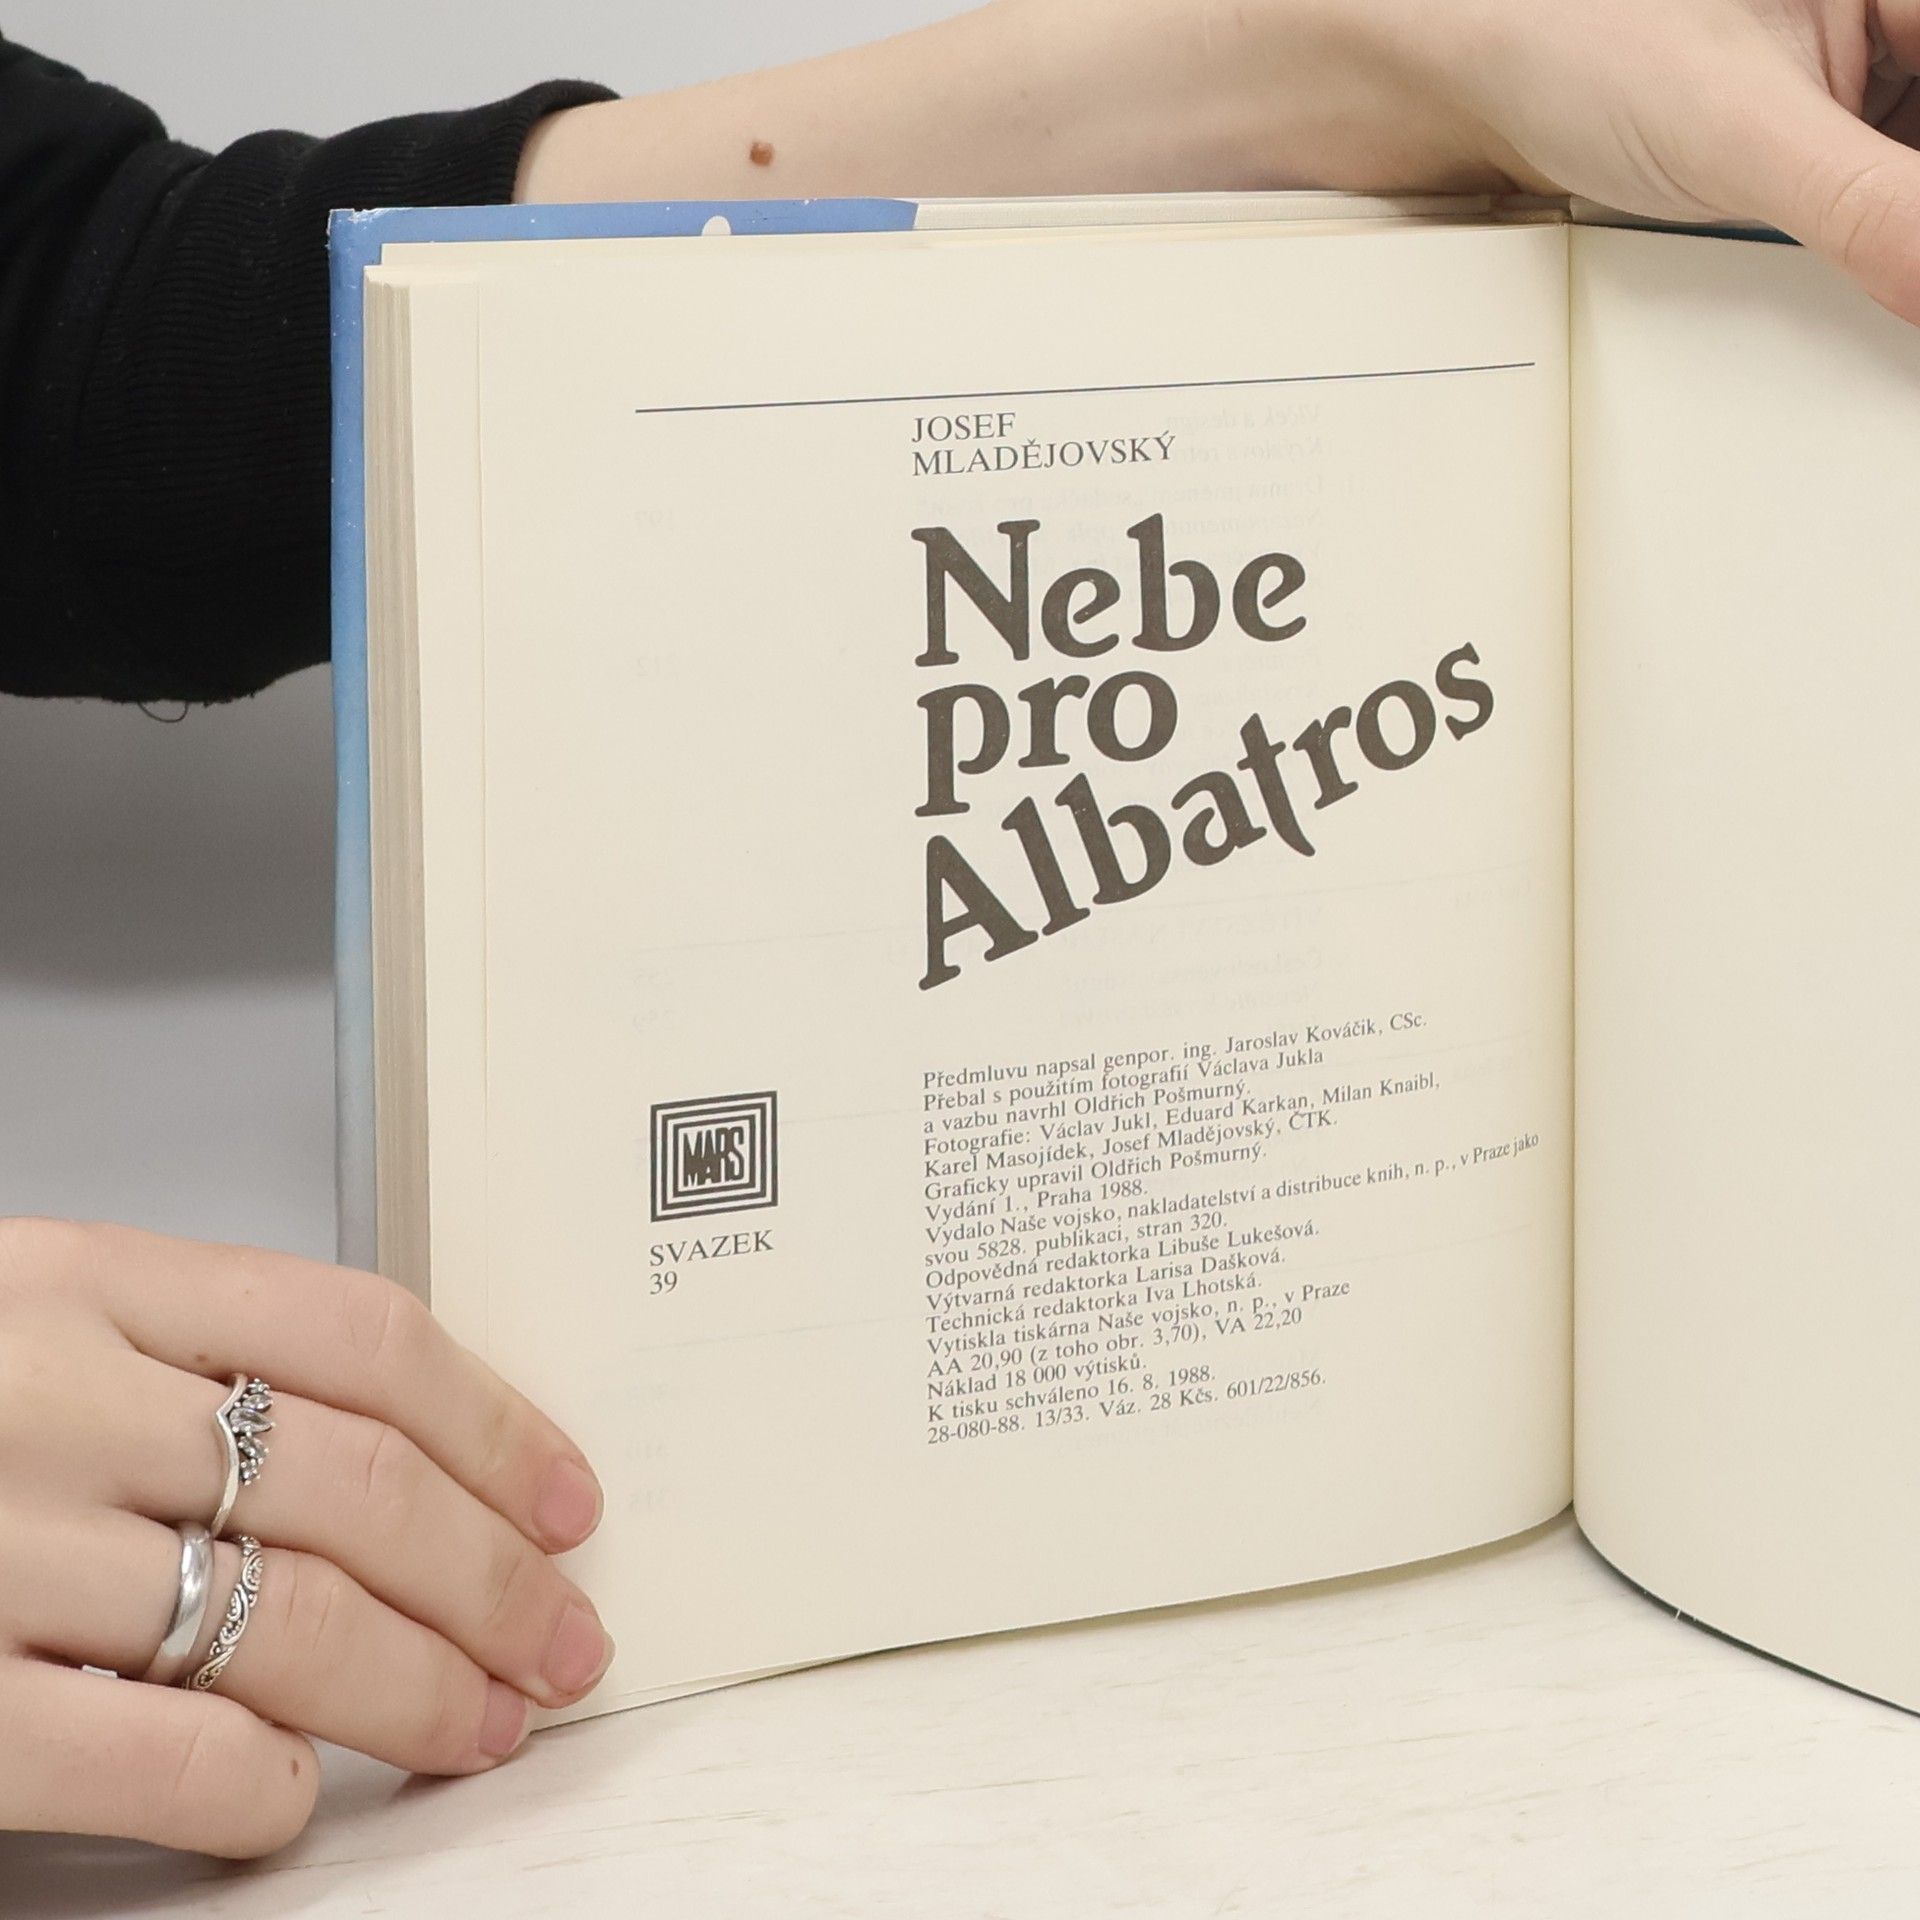 JOSEF
MLADĚJOVSKÝ
Nebe
pro
Albatros
Předmluvu napsal genpor. ing. Jaroslav Kováčik, CSc.
Přebal s použitím fotografií Václava Jukla
a vazbu navrhl Oldřich Pošmurný.
Fotografie: Václav Jukl, Eduard Karkan, Milan Knaibl,
Karel Masojídek, Josef Mladějovský, ČTK.
Graficky upravil Oldřich Pošmurný.
Vydání 1., Praha 1988.
Vydalo Naše vojsko, nakladatelství a distribuce knih, n. p., v Praze jako
svou 5828. publikaci, stran 320.
Odpovědná redaktorka Libuše Lukešová.
Výtvarná redaktorka Larisa Dašková.
Technická redaktorka Iva Lhotská.
Vytiskla tiskárna Naše vojsko, n. p., v Praze
AA 20,90 (z toho obr. 3,70), VA 22,20
Náklad 18 000 výtisků.
K tisku schváleno 16. 8. 1988.
28-080-88. 13/33. Váz. 28 Kčs. 601/22/856.
MARS
SVAZEK
39